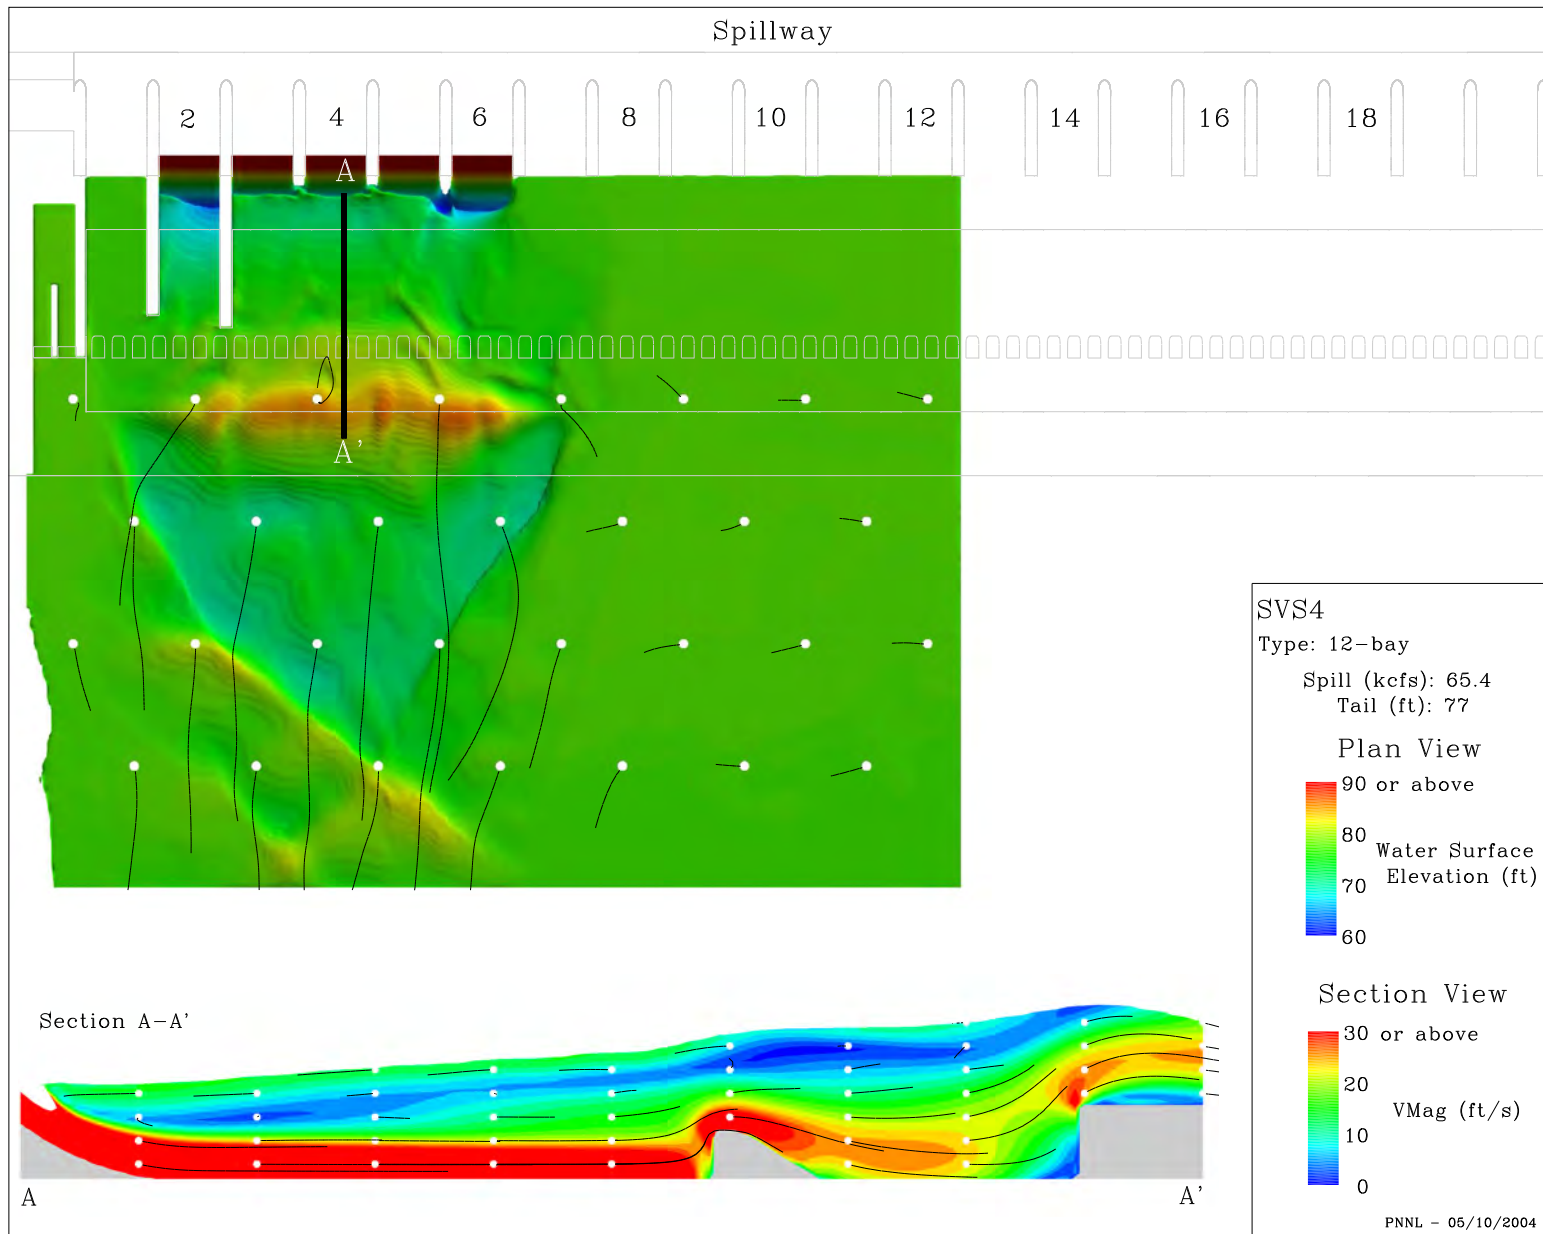 Spillway
2 4 6 8 10 12 14 16 18
A
A'
SVS4
Type: 12-bay
Spill (kcfs): 65.4
Tail (ft): 77
Plan View
90 or above
80
Water Surface
70
Elevation (ft)
60
Section A-A'
Section View
30 or above
20
VMag (ft/s)
10
0
A A'
PNNL - 05/10/2004